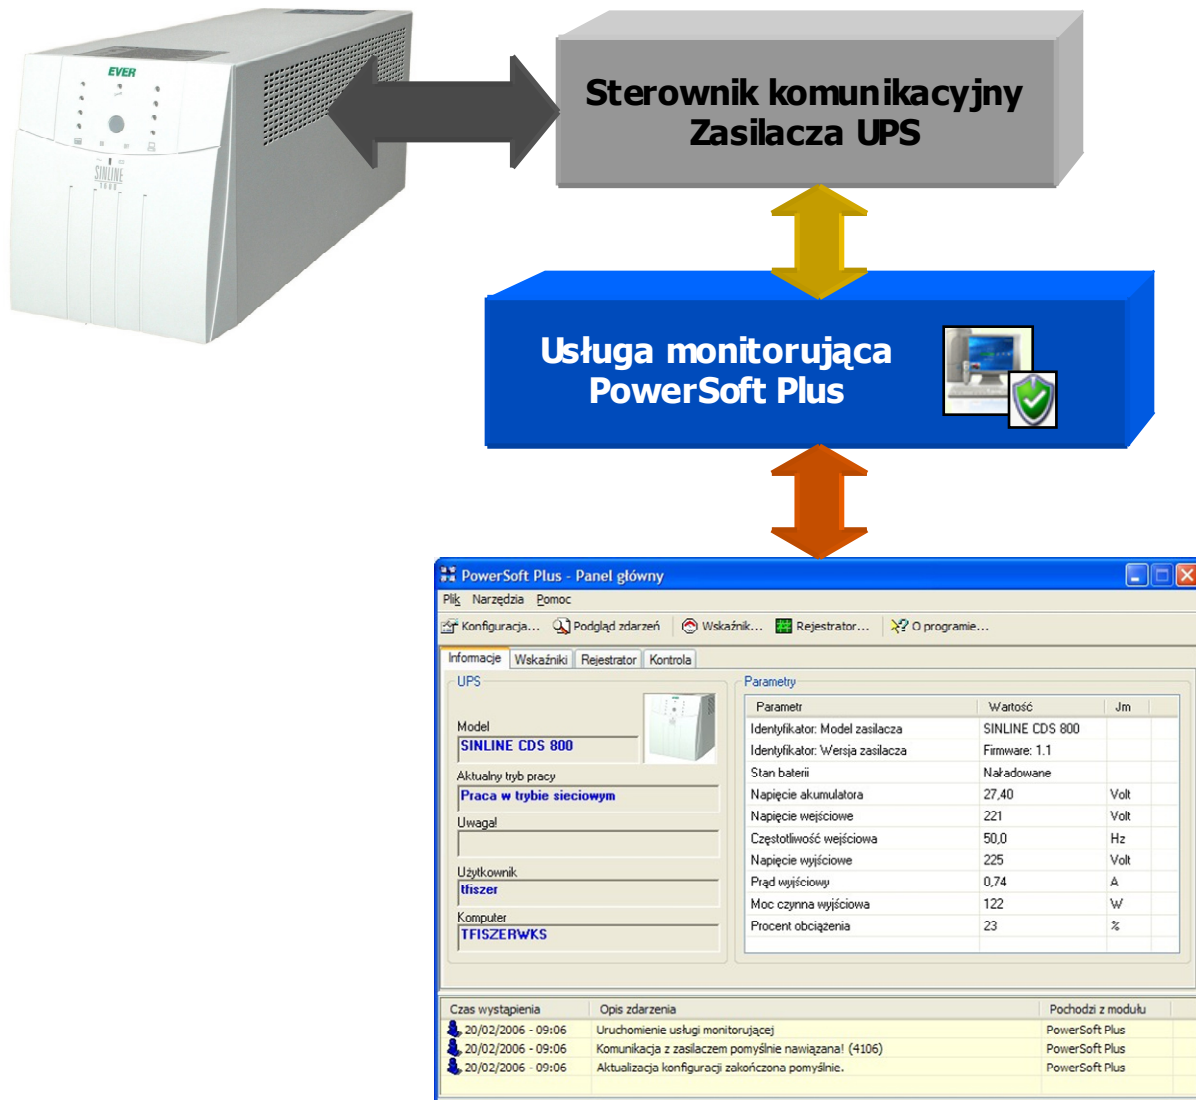 EVER
SINLINE
Sterownik komunikacyjny
Zasilacza UPS
Usługa monitorująca
PowerSoft Plus
PowerSoft Plus - Panel główny
Plik Narzędzia Pomoc
Konfiguracja... Podgląd zdarzeń Wskaźnik... Rejestrator... O programie...
Informacje Wskaźniki Rejestrator Kontrola
UPS
Model
SINLINE CDS 800
Aktualny tryb pracy
Praca w trybie sieciowym
Uwaga!
Użytkownik
tfiszer
Komputer
TFISZERWKS
Parametry
Parametr Wartość Jm
Identyfikator: Model zasilacza SINLINE CDS 800
Identyfikator: Wersja zasilacza Firmware: 1.1
Stan baterii Naładowane
Napięcie akumulatora 27,40 Volt
Napięcie wejściowe 221 Volt
Częstotliwość wejściowa 50,0 Hz
Napięcie wyjściowe 225 Volt
Prąd wyjściowy 0,74 A
Moc czynna wyjściowa 122 W
Procent obciążenia 23 %
Czas wystąpienia Opis zdarzenia Pochodzi z modułu
20/02/2006 - 09:06 Uruchomienie usługi monitorującej PowerSoft Plus
20/02/2006 - 09:06 Komunikacja z zasilaczem pomyślnie nawiązana! (4106) PowerSoft Plus
20/02/2006 - 09:06 Aktualizacja konfiguracji zakończona pomyślnie. PowerSoft Plus